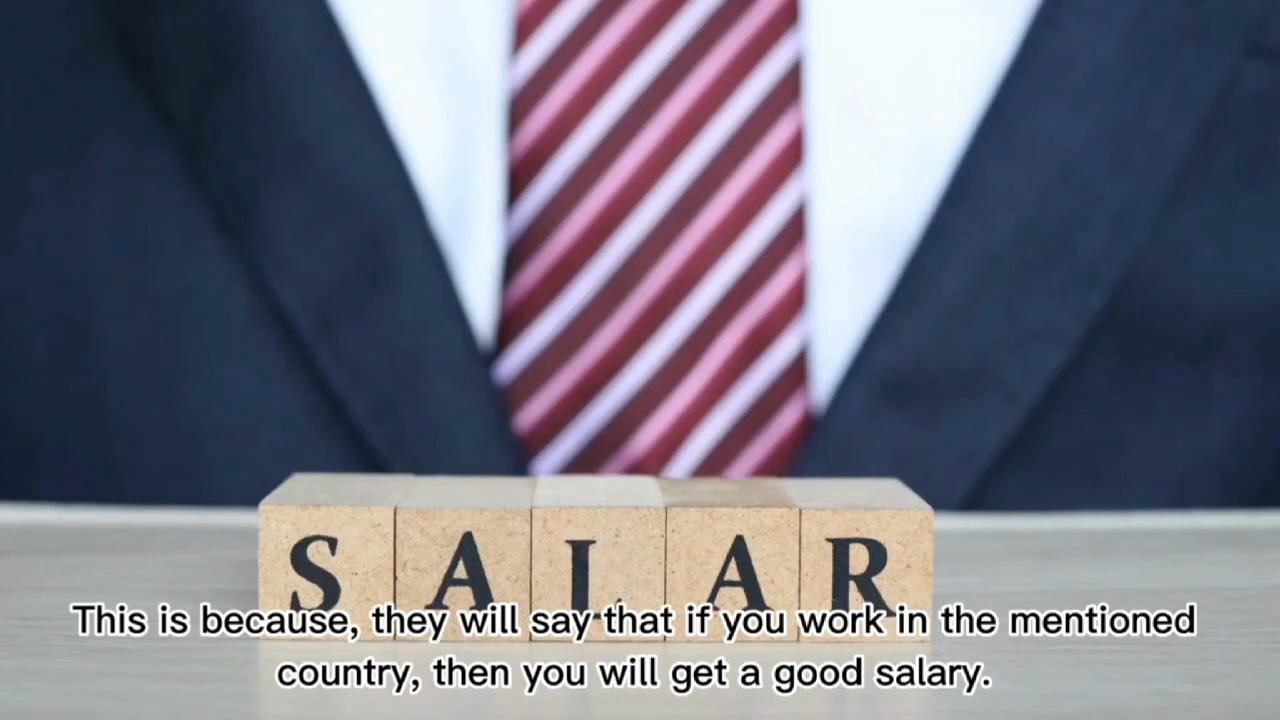 SALAR
This is because, they will say that if you work in the mentioned
country, then you will get a good salary.